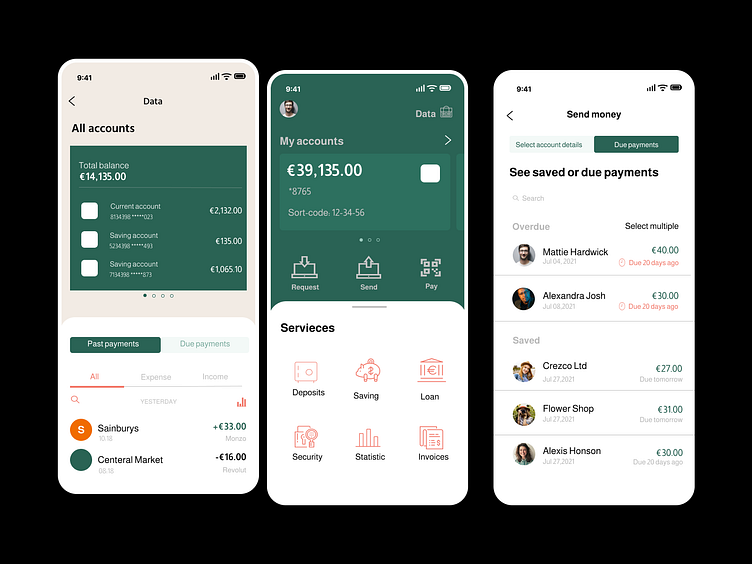 9:41
Data
All accounts
Total balance
€14,135.00
Current account
8134398 *****023
€2,132.00
Saving account
5234398 *****493
€135.00
Saving account
7134398 *****873
€1,065.10
Past payments
Due payments
All
Expense
Income
YESTERDAY
S
Sainburys
10.18
+€33.00
Monzo
Centeral Market
08.18
-€16.00
Revolut
9:41
Data
My accounts
€39,135.00
*8765
Sort-code: 12-34-56
Request
Send
Pay
Servieces
Deposits
Saving
Loan
Security
Statistic
Invoices
9:41
Send money
Select account details
Due payments
See saved or due payments
Search
Overdue
Select multiple
Mattie Hardwick
Jul 04, 2021
€40.00
Due 20 days ago
Alexandra Josh
Jul 08,2021
€30.00
Due 20 days ago
Saved
Crezco Ltd
Jul 27,2021
€27.00
Due tomorrow
Flower Shop
Jul 27,2021
€31.00
Due tomorrow
Alexis Honson
Jul 27,2021
€30.00
Due 20 days ago